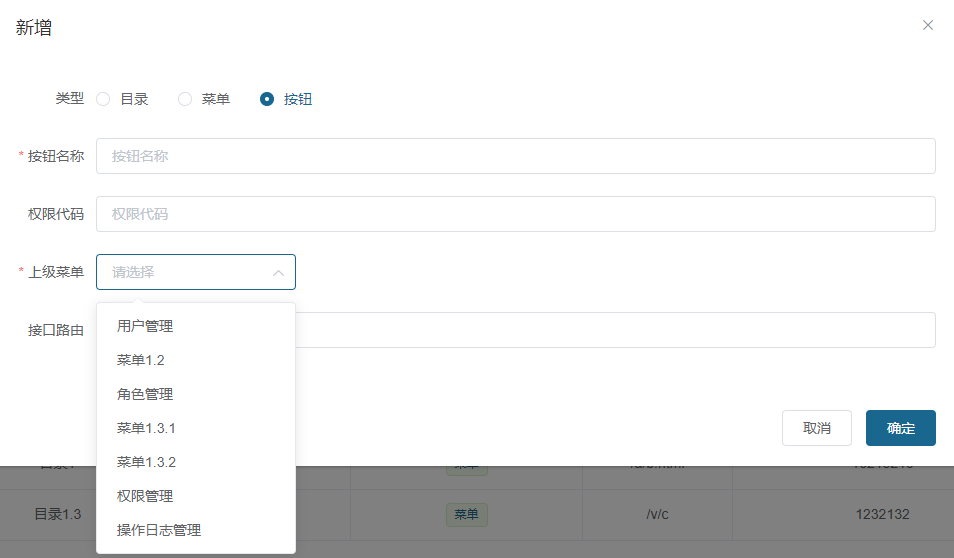 新增
类型 目录 菜单 按钮
* 按钮名称 按钮名称
权限代码 权限代码
* 上级菜单 请选择
接口路由
用户管理
菜单1.2
角色管理
菜单1.3.1
菜单1.3.2
权限管理
操作日志管理
取消 确定
目录1.3 菜单 /v/c 1232132